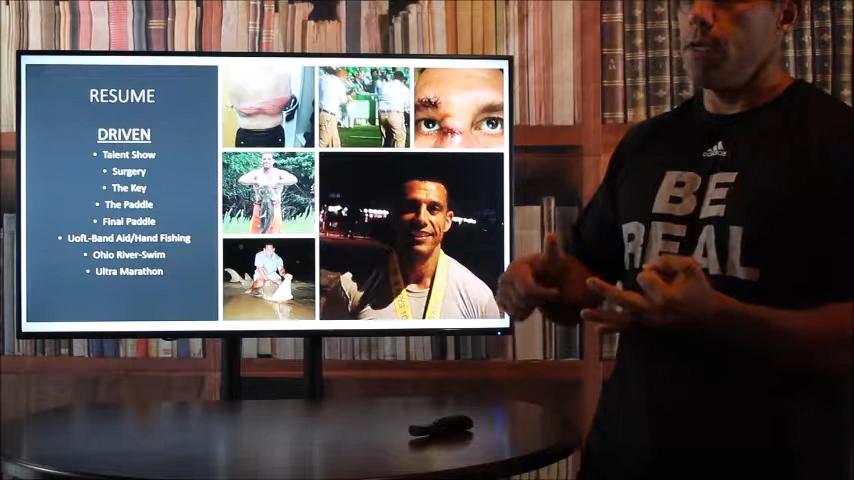 RESUME
DRIVEN
• Talent Show
• Surgery
• The Key
• The Paddle
• Final Paddle
• UofL-Band Aid/Hand Fishing
• Ohio River-Swim
• Ultra Marathon
adidas
BE
REAL